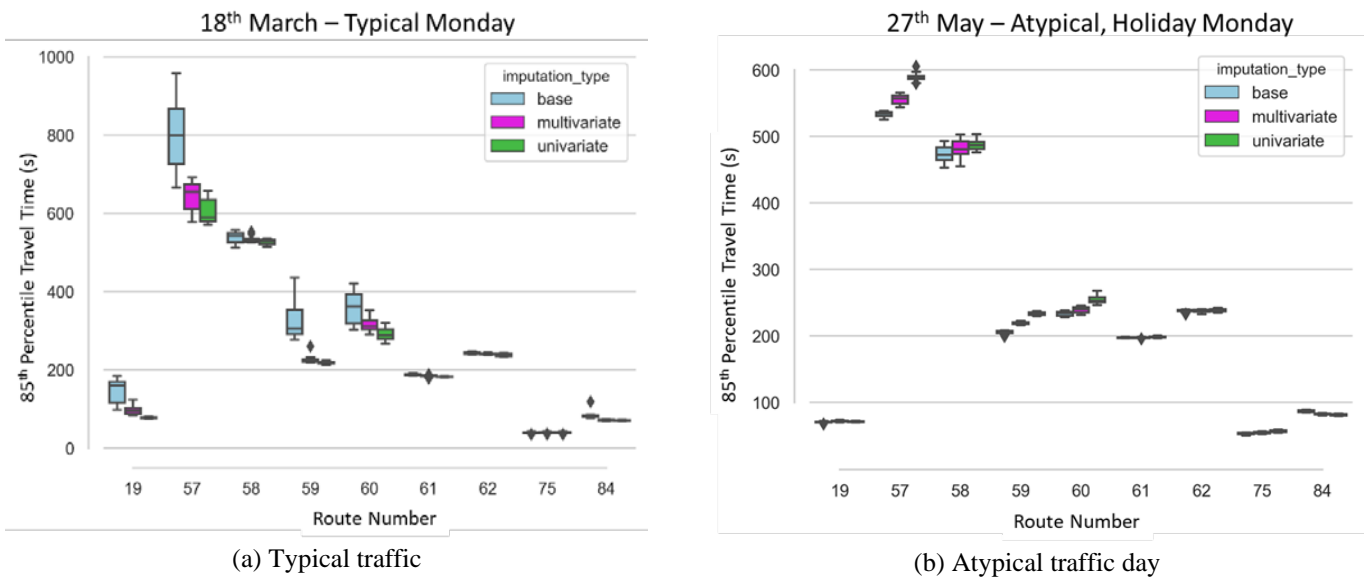 18th March – Typical Monday
1000
800
600
400
200
0
85th Percentile Travel Time (s)
imputation_type
base
multivariate
univariate
19 57 58 59 60 61 62 75 84
Route Number
(a) Typical traffic
27th May – Atypical, Holiday Monday
600
500
400
300
200
100
85th Percentile Travel Time (s)
imputation_type
base
multivariate
univariate
19 57 58 59 60 61 62 75 84
Route Number
(b) Atypical traffic day